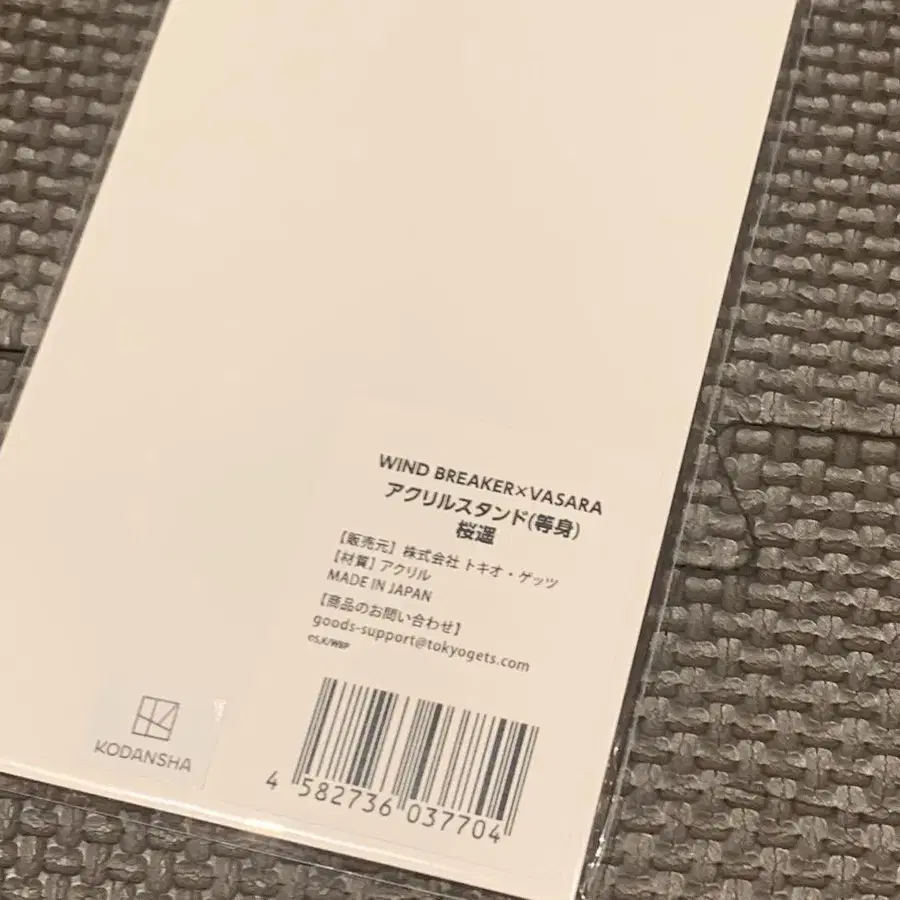 WIND BREAKER×VASARA
アクリルスタンド(等身)
桜遥
【販売元】株式会社 トキオ・ゲッツ
【材質】アクリル
MADE IN JAPAN
【商品のお問い合わせ】
goods-support@tokyogets.com
©S,K/WBP
KODANSHA
4 582736 037704